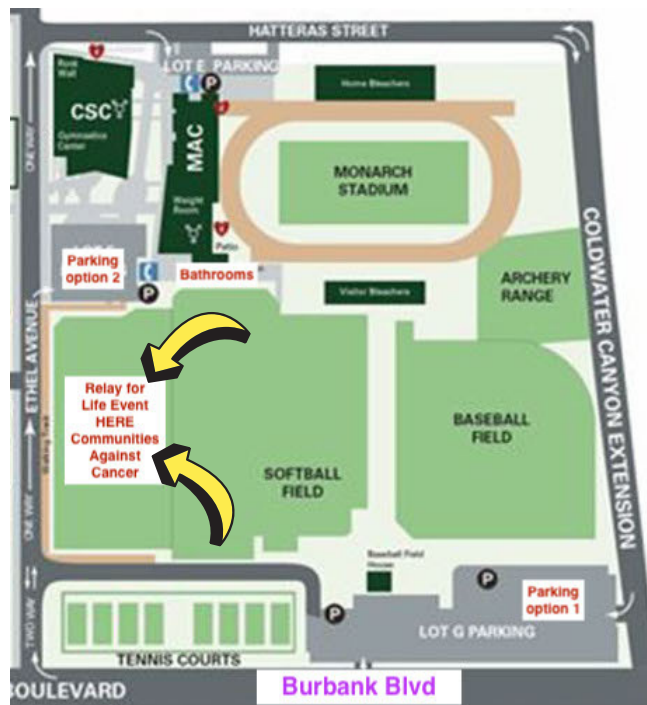 HATTERAS STREET
Rock
Wall
LOT E PARKING
P
Home Bleachers
CSC
Gymnastics
Center
MAC
ONE WAY
MONARCH
STADIUM
Weight
Room
Patio
Parking
option 2
Bathrooms
P
Visitor Bleachers
ARCHERY
RANGE
COLDWATER CANYON EXTENSION
ETHEL AVENUE
Walking Track
Relay for
Life Event
HERE
Communities
Against
Cancer
BASEBALL
FIELD
SOFTBALL
FIELD
ONE WAY
Baseball Field
House
P
Parking
option 1
P
TWO WAY
LOT G PARKING
TENNIS COURTS
BOULEVARD
Burbank Blvd